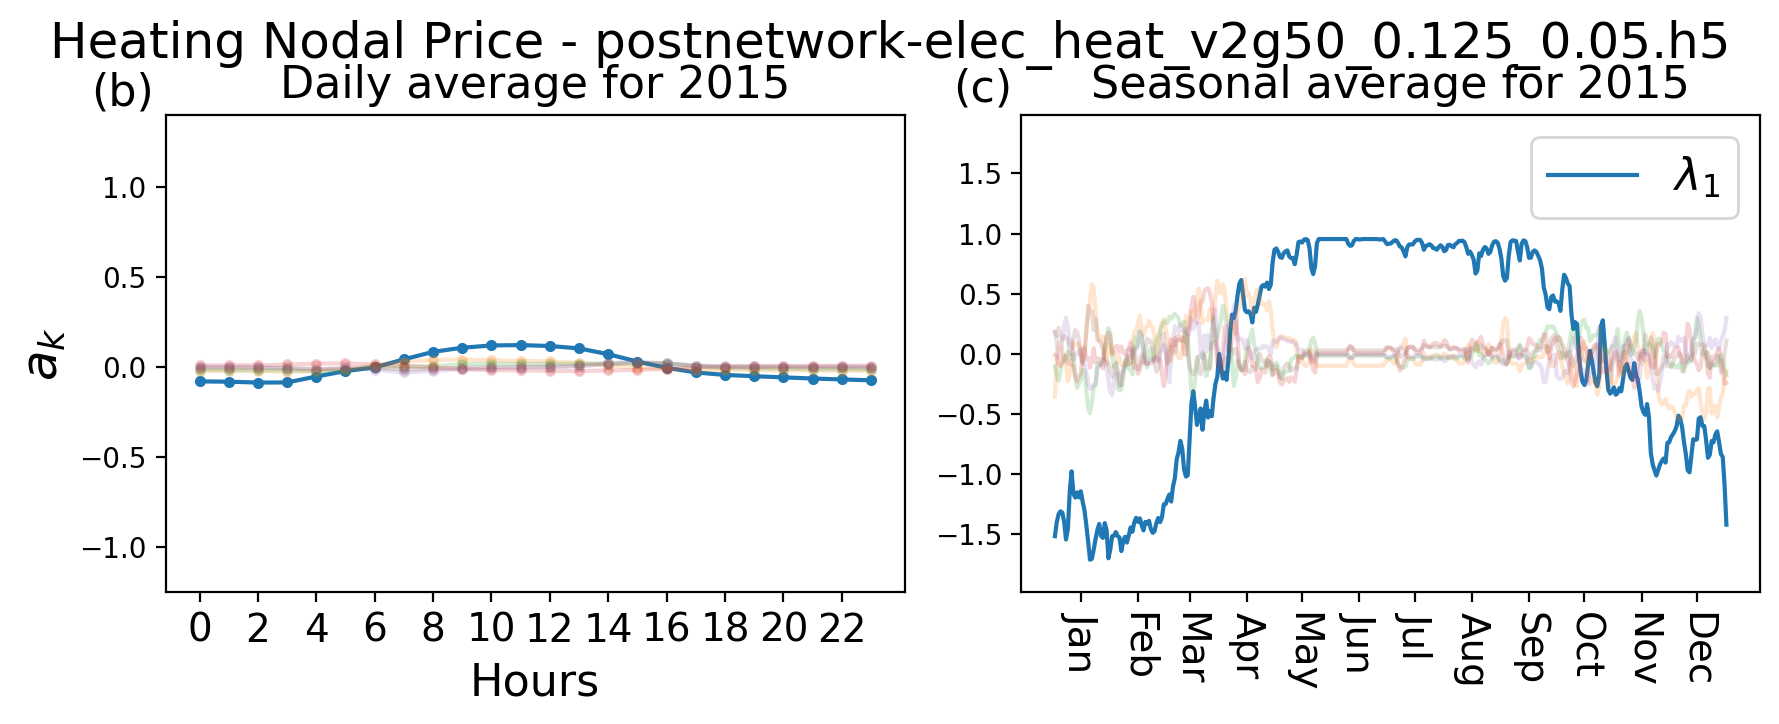 Heating Nodal Price - postnetwork-elec_heat_v2g50_0.125_0.05.h5
(b) Daily average for 2015
1.0
0.5
0.0
−0.5
−1.0
a_k
0 2 4 6 8 10 12 14 16 18 20 22
Hours
(c) Seasonal average for 2015
λ_1
1.5
1.0
0.5
0.0
−0.5
−1.0
−1.5
Jan Feb Mar Apr May Jun Jul Aug Sep Oct Nov Dec